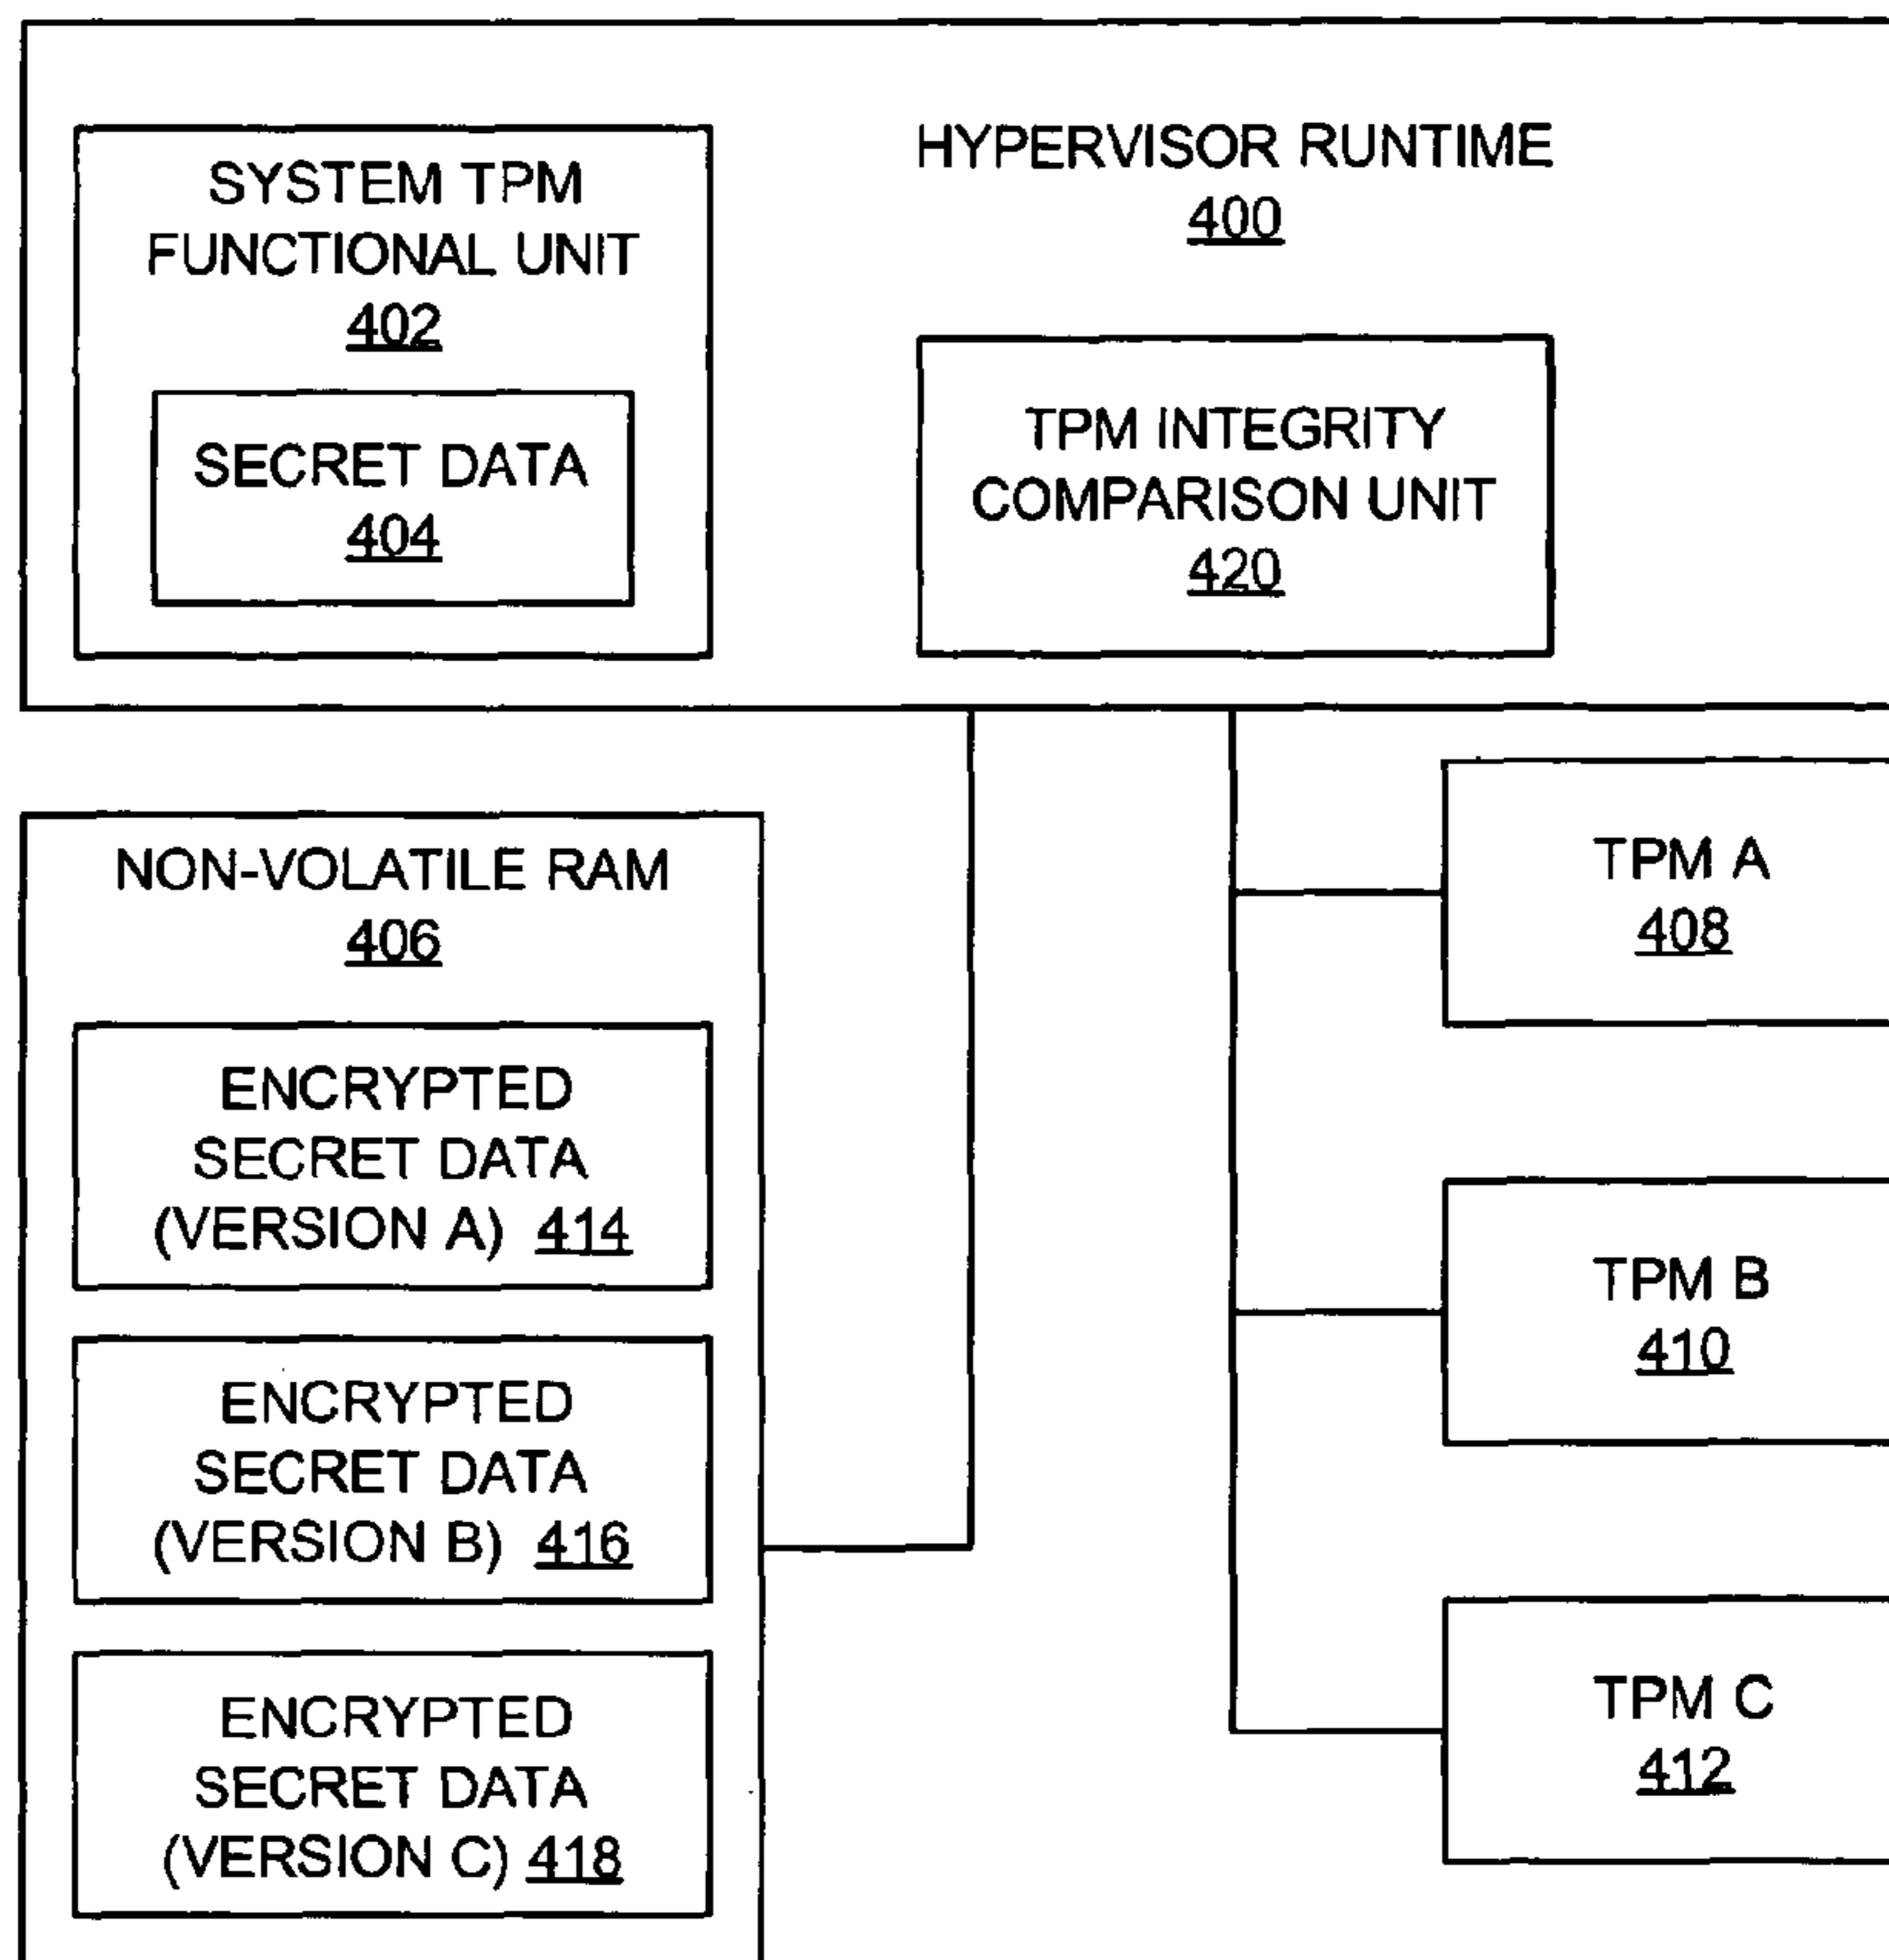 SYSTEM TPM
FUNCTIONAL UNIT
402
SECRET DATA
404
HYPERVISOR RUNTIME
400
TPM INTEGRITY
COMPARISON UNIT
420
NON-VOLATILE RAM
406
ENCRYPTED
SECRET DATA
(VERSION A) 414
ENCRYPTED
SECRET DATA
(VERSION B) 416
ENCRYPTED
SECRET DATA
(VERSION C) 418
TPM A
408
TPM B
410
TPM C
412